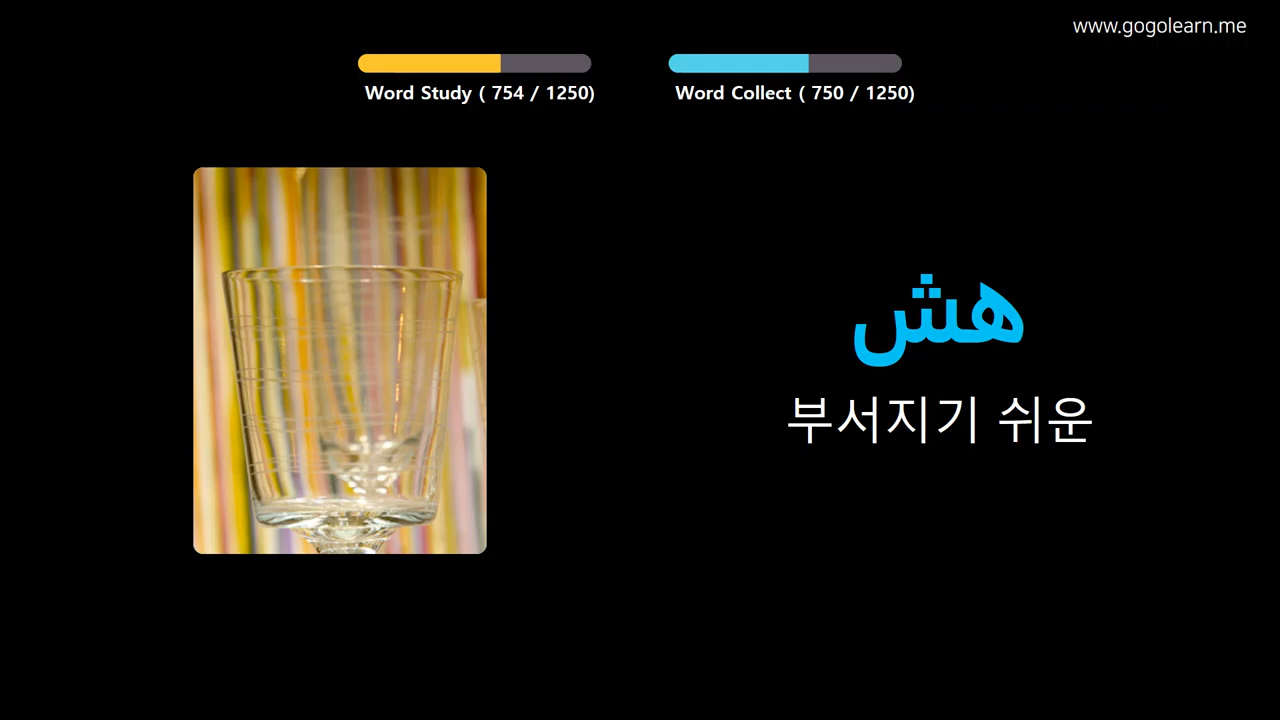 www.gogolearn.me
Word Study ( 754 / 1250)
Word Collect ( 750 / 1250)
هش
부서지기 쉬운